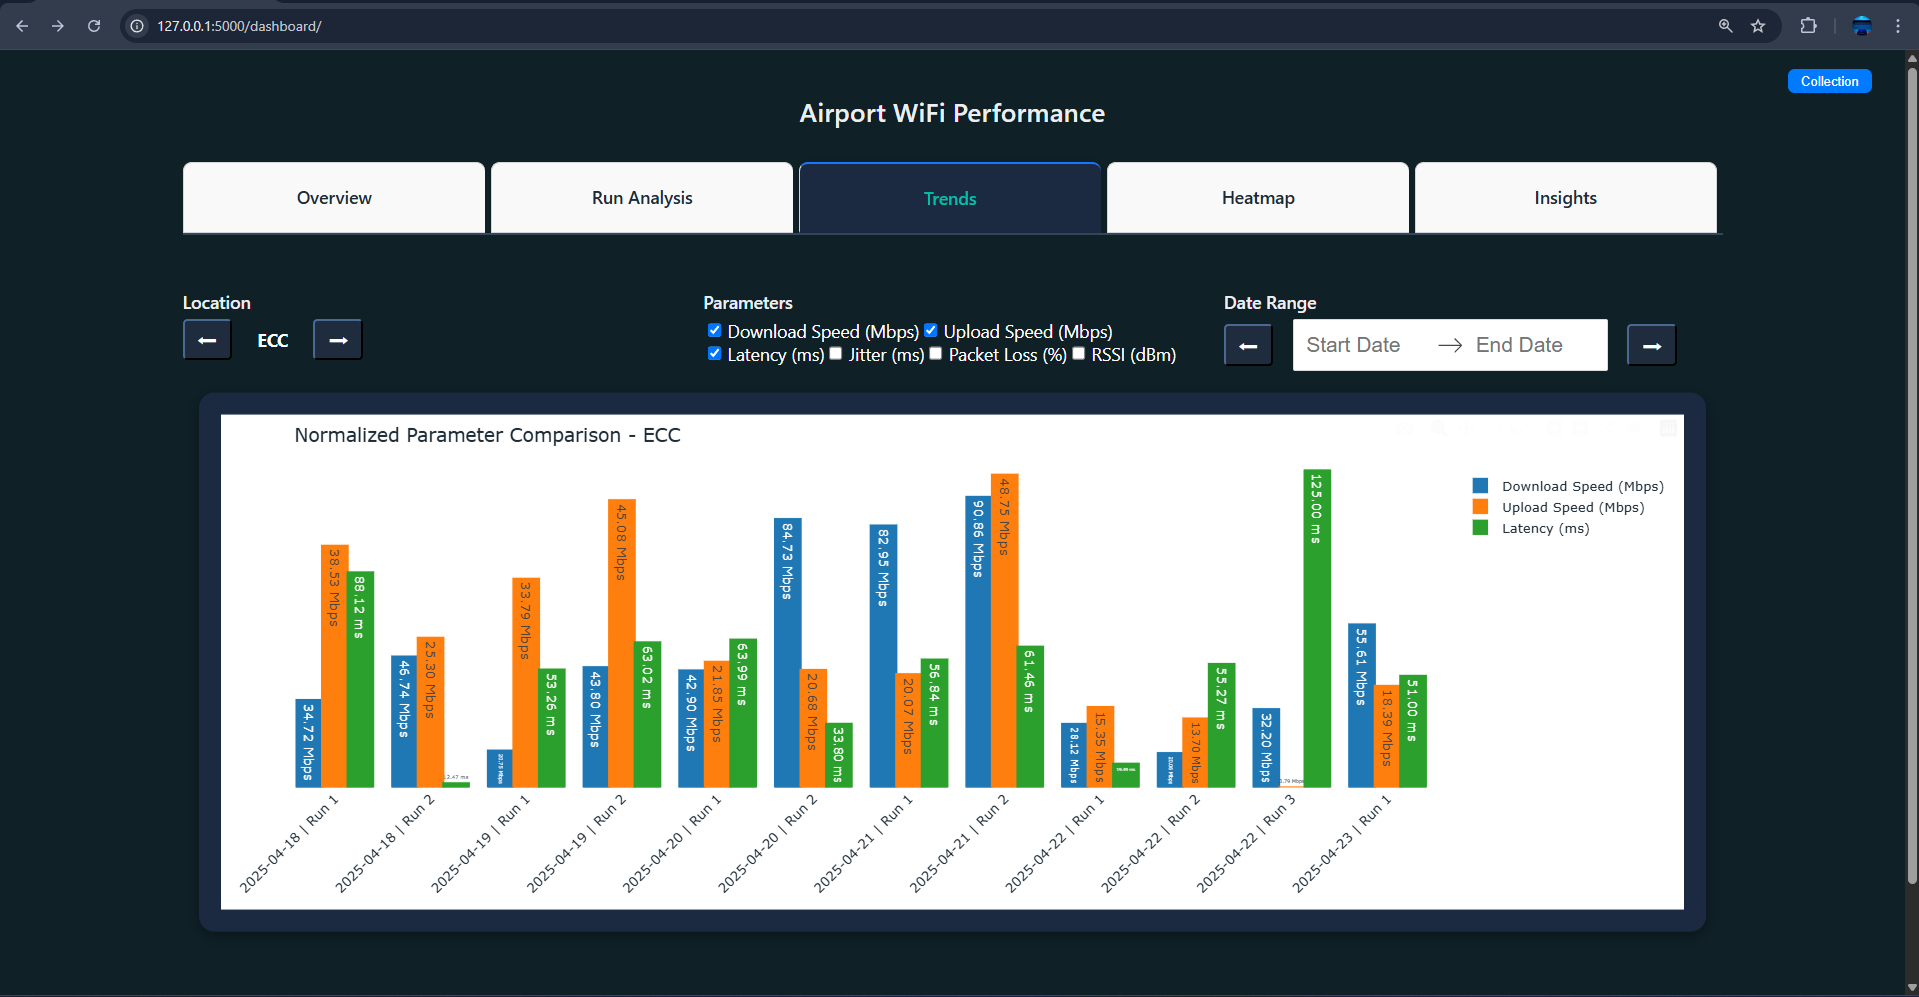 127.0.0.1:5000/dashboard/
Collection
Airport WiFi Performance
Overview
Run Analysis
Trends
Heatmap
Insights
Location
ECC
Parameters
Download Speed (Mbps) Upload Speed (Mbps)
Latency (ms) Jitter (ms) Packet Loss (%) RSSI (dBm)
Date Range
Start Date → End Date
Normalized Parameter Comparison - ECC
Download Speed (Mbps)
Upload Speed (Mbps)
Latency (ms)
34.72 Mbps
38.53 Mbps
88.12 ms
46.74 Mbps
25.30 Mbps
12.47 ms
20.75 Mbps
33.79 Mbps
53.26 ms
43.80 Mbps
45.08 Mbps
63.02 ms
42.90 Mbps
21.85 Mbps
63.99 ms
84.73 Mbps
20.68 Mbps
33.80 ms
82.95 Mbps
20.07 Mbps
56.84 ms
90.86 Mbps
48.75 Mbps
61.46 ms
28.12 Mbps
15.35 Mbps
ms
Mbps
13.70 Mbps
55.27 ms
32.20 Mbps
Mbps
125.00 ms
55.61 Mbps
18.39 Mbps
51.00 ms
2025-04-18 | Run 1
2025-04-18 | Run 2
2025-04-19 | Run 1
2025-04-19 | Run 2
2025-04-20 | Run 1
2025-04-20 | Run 2
2025-04-21 | Run 1
2025-04-21 | Run 2
2025-04-22 | Run 1
2025-04-22 | Run 2
2025-04-22 | Run 3
2025-04-23 | Run 1